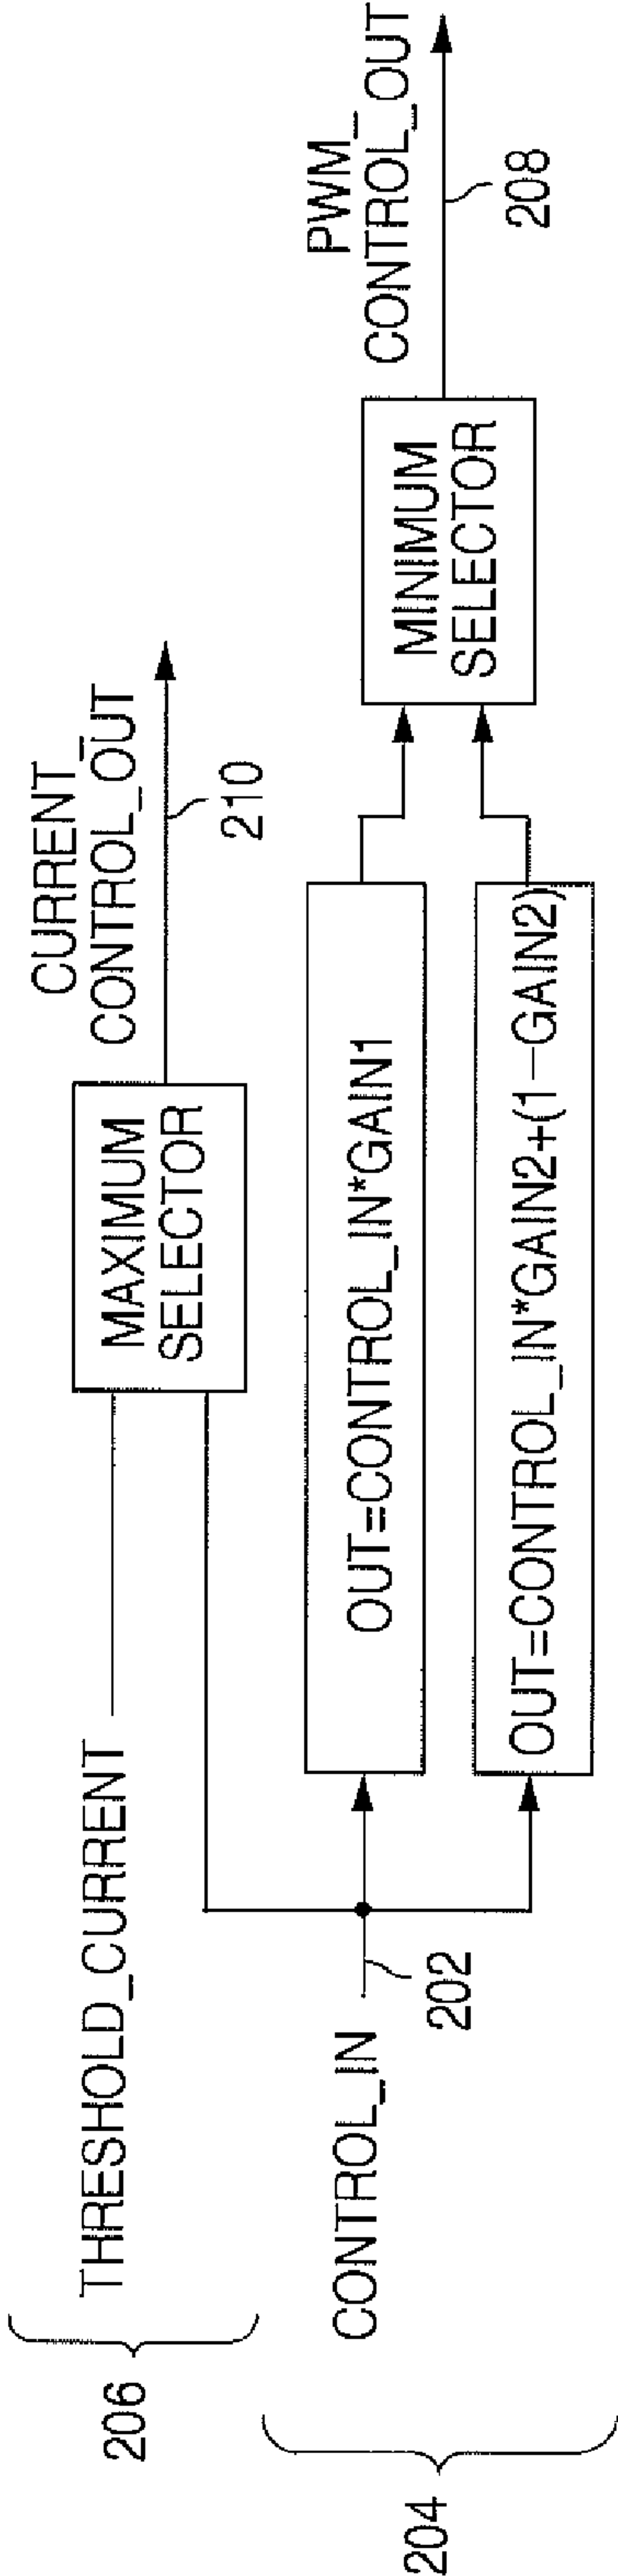 206
THRESHOLD_CURRENT
MAXIMUM
SELECTOR
CURRENT_
CONTROL_OUT
210
204
CONTROL_IN
202
OUT=CONTROL_IN*GAIN1
OUT=CONTROL_IN*GAIN2+(1-GAIN2)
MINIMUM
SELECTOR
PWM_
CONTROL_OUT
208